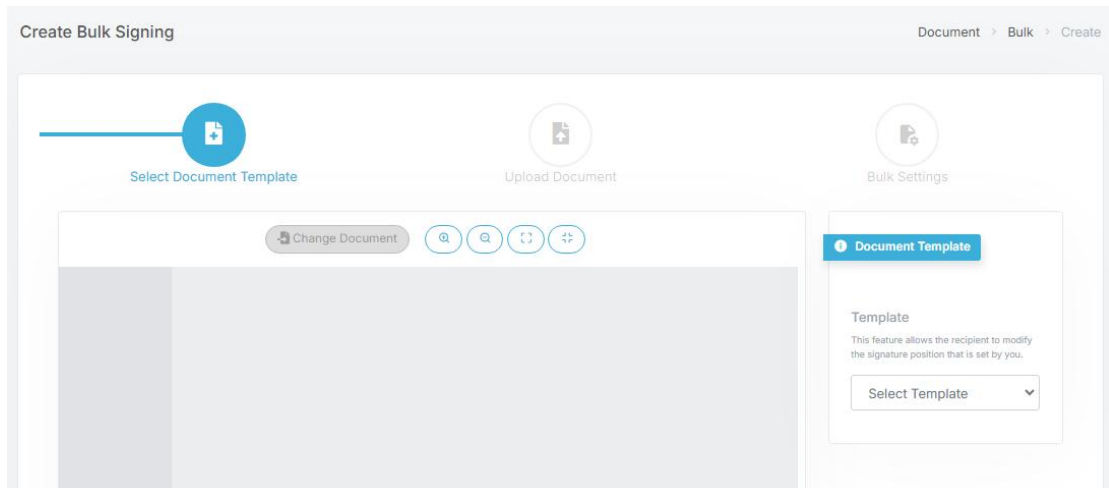 Create Bulk Signing
Document > Bulk > Create
Select Document Template
Upload Document
Bulk Settings
Change Document
Document Template
Template
This feature allows the recipient to modify
the signature position that is set by you.
Select Template